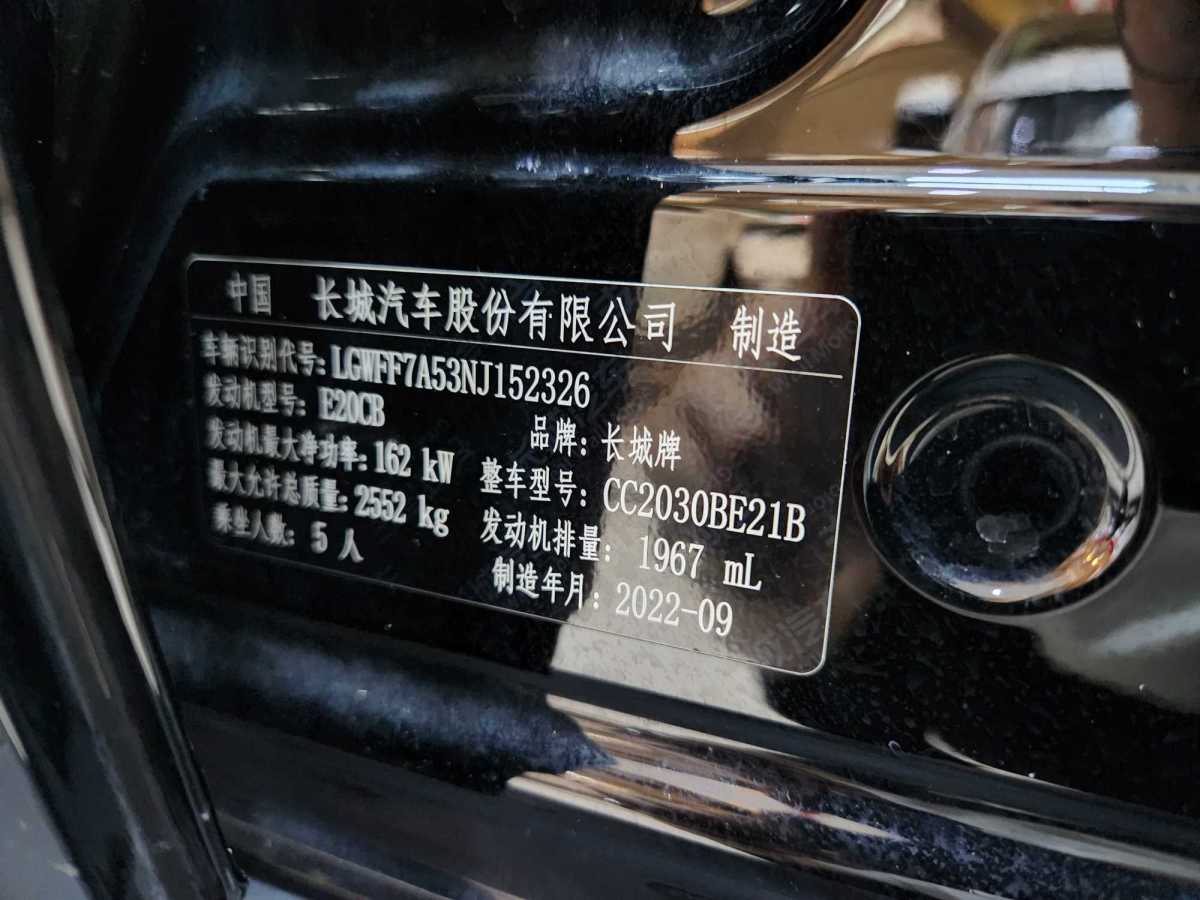 中国 长城汽车股份有限公司 制造
车辆识别代号: LGWFF7A53NJ152326
发动机型号: E20CB 品牌: 长城牌
发动机最大净功率: 162 kW 整车型号: CC2030BE21B
最大允许总质量: 2552 kg 发动机排量: 1967 mL
乘坐人数: 5 人 制造年月: 2022-09